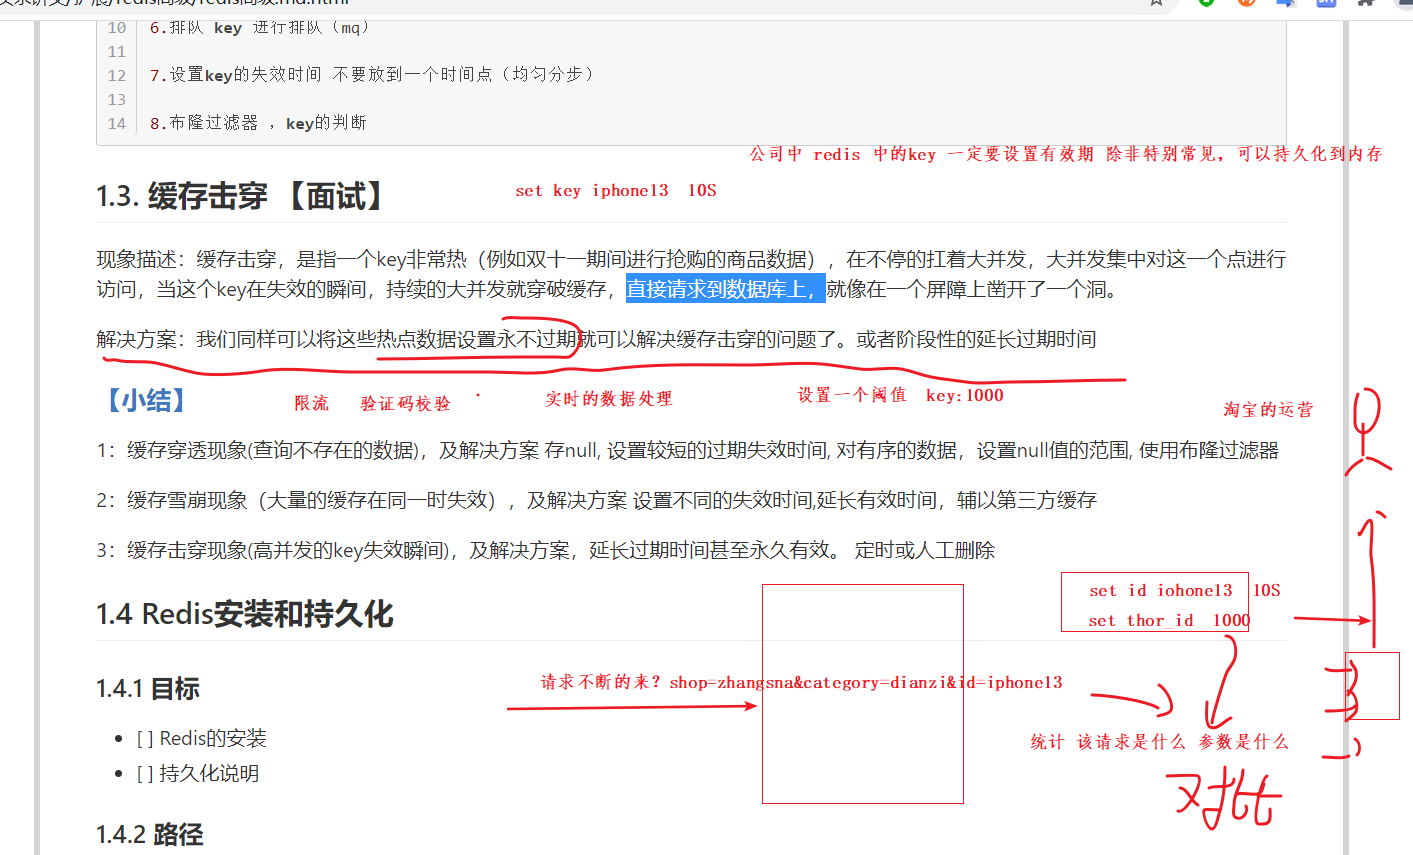 10 6.排队 key 进行排队（mq）
11
12 7.设置key的失效时间 不要放到一个时间点（均匀分步）
13
14 8.布隆过滤器 ，key的判断
公司中 redis 中的key 一定要设置有效期 除非特别常见，可以持久化到内存
1.3. 缓存击穿 【面试】
set key iphone13 10S
现象描述：缓存击穿，是指一个key非常热（例如双十一期间进行抢购的商品数据），在不停的扛着大并发，大并发集中对这一个点进行
访问，当这个key在失效的瞬间，持续的大并发就穿破缓存，直接请求到数据库上，就像在一个屏障上凿开了一个洞。
解决方案：我们同样可以将这些热点数据设置永不过期就可以解决缓存击穿的问题了。或者阶段性的延长过期时间
【小结】
限流 验证码校验 实时的数据处理 设置一个阈值 key:1000
淘宝的运营
1：缓存穿透现象(查询不存在的数据)，及解决方案 存null, 设置较短的过期失效时间, 对有序的数据，设置null值的范围, 使用布隆过滤器
2：缓存雪崩现象（大量的缓存在同一时失效），及解决方案 设置不同的失效时间,延长有效时间，辅以第三方缓存
3：缓存击穿现象(高并发的key失效瞬间)，及解决方案，延长过期时间甚至永久有效。 定时或人工删除
set id iohone13 10S
set thor_id 1000
1.4 Redis安装和持久化
1.4.1 目标
请求不断的来？shop=zhangsna&category=dianzi&id=iphone13
[ ] Redis的安装
统计 该请求是什么 参数是什么
[ ] 持久化说明
对比
1.4.2 路径